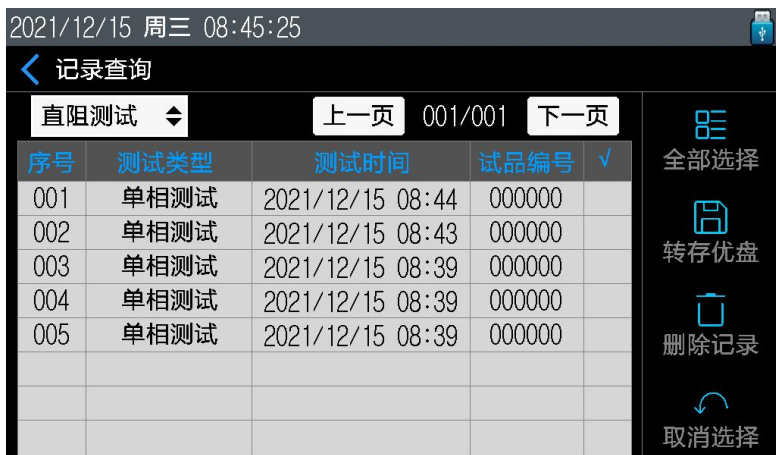 2021/12/15 周三 08:45:25
记录查询
直阻测试 上一页 001/001 下一页
序号 测试类型 测试时间 试品编号 √
001 单相测试 2021/12/15 08:44 000000
002 单相测试 2021/12/15 08:43 000000
003 单相测试 2021/12/15 08:39 000000
004 单相测试 2021/12/15 08:39 000000
005 单相测试 2021/12/15 08:39 000000
全部选择
转存优盘
删除记录
取消选择